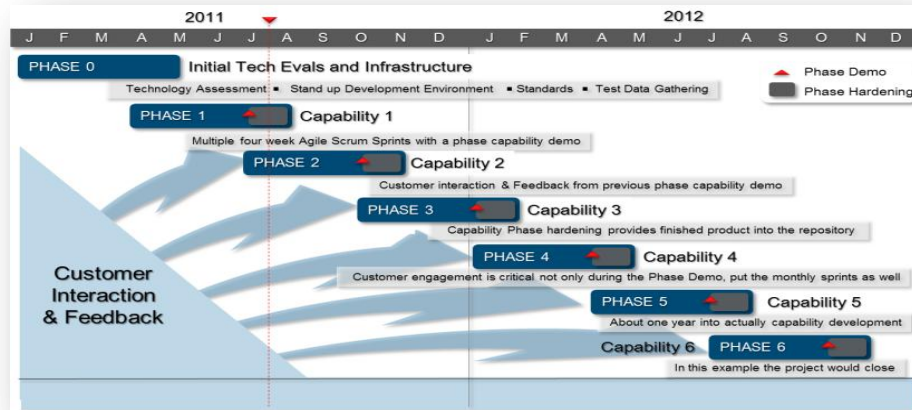 2011 2012
J F M A M J J A S O N D J F M A M J J A S O N D
PHASE 0 Initial Tech Evals and Infrastructure
Phase Demo
Phase Hardening
Technology Assessment ▪ Stand up Development Environment ▪ Standards ▪ Test Data Gathering
PHASE 1 Capability 1
Multiple four week Agile Scrum Sprints with a phase capability demo
PHASE 2 Capability 2
Customer interaction & Feedback from previous phase capability demo
PHASE 3 Capability 3
Capability Phase hardening provides finished product into the repository
PHASE 4 Capability 4
Customer engagement is critical not only during the Phase Demo, put the monthly sprints as well
PHASE 5 Capability 5
About one year into actually capability development
Capability 6 PHASE 6
In this example the project would close
Customer
Interaction
& Feedback